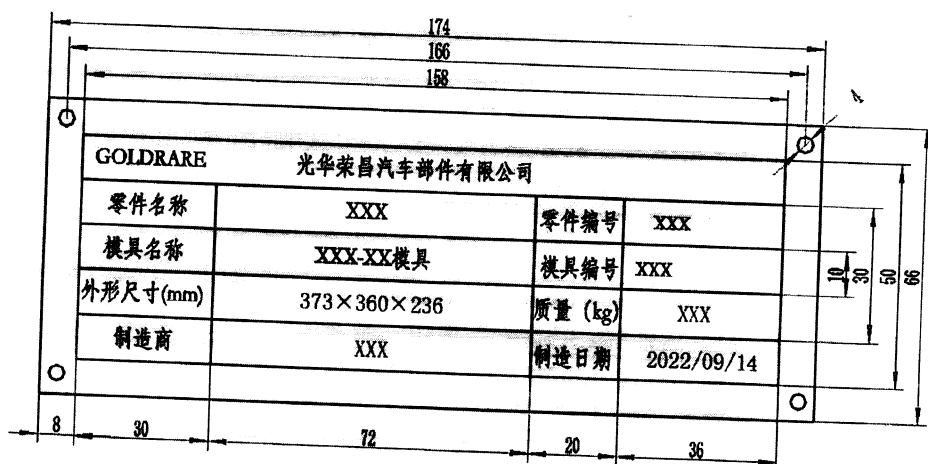 174
166
158
4
GOLDRARE 光华荣昌汽车部件有限公司
零件名称 XXX 零件编号 XXX
模具名称 XXX-XX模具 模具编号 XXX
外形尺寸(mm) 373×360×236 质量 (kg) XXX
制造商 XXX 制造日期 2022/09/14
10
30
50
66
8 30 72 20 36